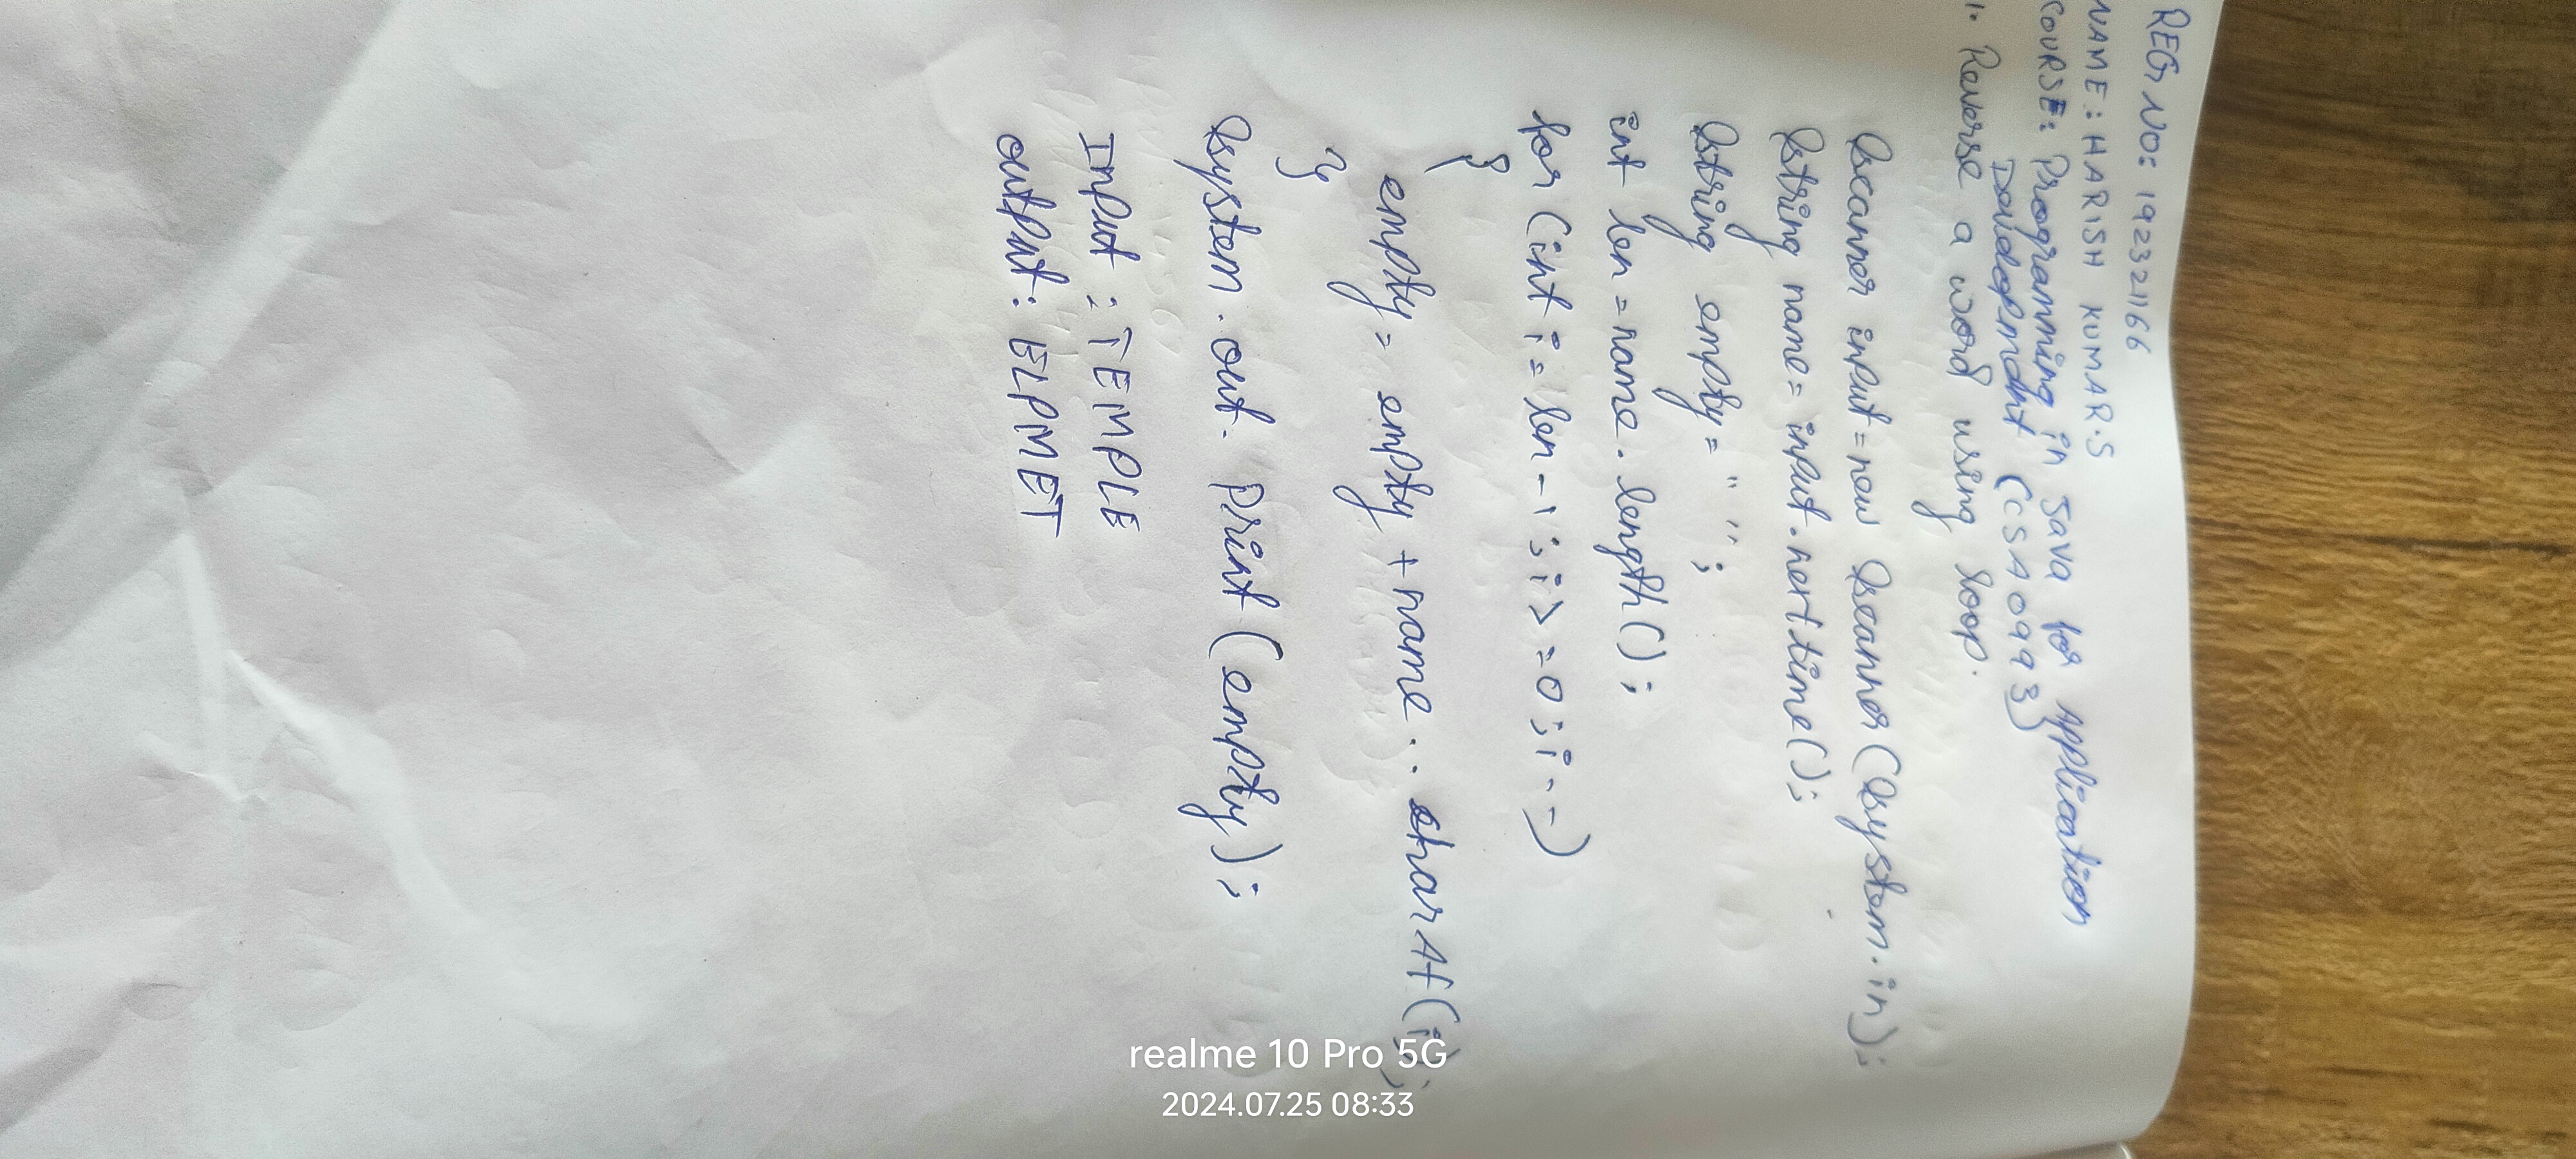 REG NO: 192321166
NAME: HARISH KUMAR.S
COURSE: Programming in Java for application
Development (CSA0993)
1. Reverse a word using loop.
Scanner input = new Scanner(System.in);
String name = input.nextLine();
String empty = " ";
int len = name.length();
for (int i = len - 1; i >= 0; i--)
{
empty = empty + name..charAt(i);
}
System.out.print(empty);
Input : TEMPLE
output: ELPMET
realme 10 Pro 5G
2024.07.25 08:33